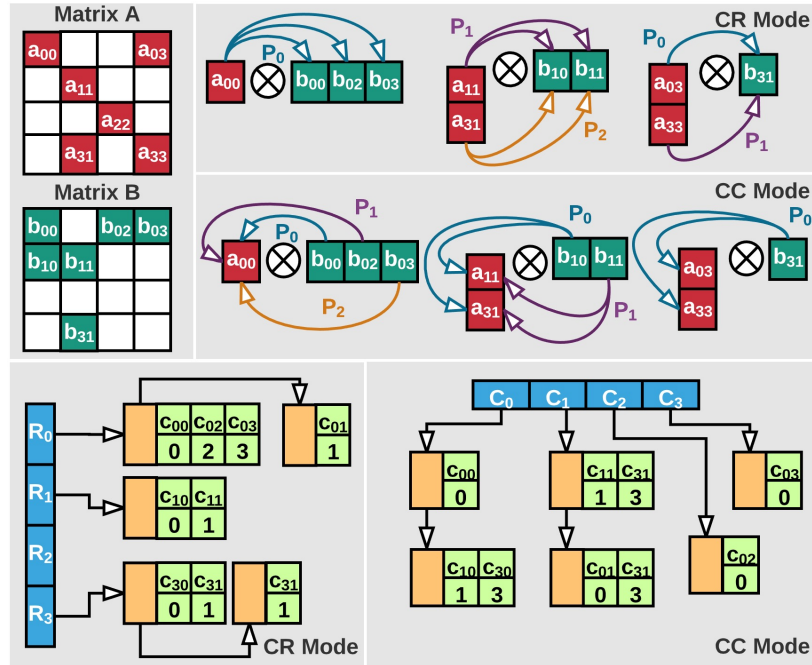 Matrix A
a00 a03
a11
a22
a31 a33
Matrix B
b00 b02 b03
b10 b11
b31
CR Mode
P0
a00 b00 b02 b03
P1
a11 b10 b11
a31
P2
P0
a03 b31
a33
P1
CC Mode
P1
P0
a00 b00 b02 b03
P2
P0
a11 b10 b11
a31
P1
P0
a03 b31
a33
R0
R1
R2
R3
c00 c02 c03
0 2 3
c01
1
c10 c11
0 1
c30 c31
0 1
c31
1
CR Mode
C0 C1 C2 C3
c00
0
c11 c31
1 3
c03
0
c10 c30
1 3
c01 c31
0 3
c02
0
CC Mode